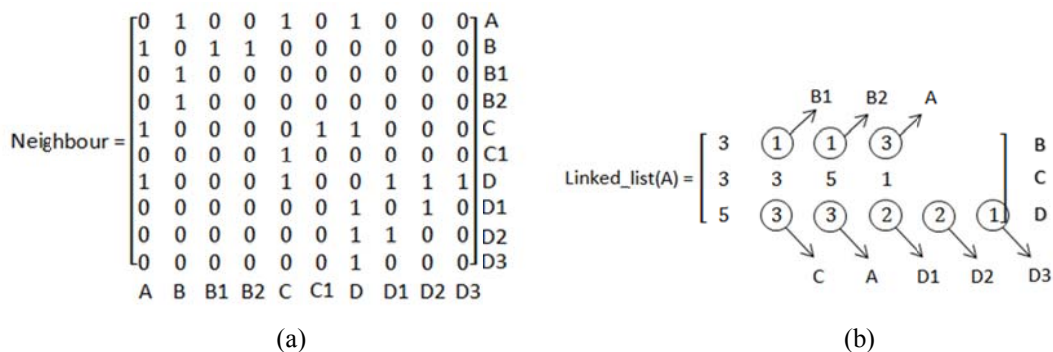 0 1 0 0 1 0 1 0 0 0 A
1 0 1 1 0 0 0 0 0 0 B
0 1 0 0 0 0 0 0 0 0 B1
0 1 0 0 0 0 0 0 0 0 B2
Neighbour = 1 0 0 0 0 1 1 0 0 0 C
0 0 0 0 1 0 0 0 0 0 C1
1 0 0 0 1 0 0 1 1 1 D
0 0 0 0 0 0 1 0 1 0 D1
0 0 0 0 0 0 1 1 0 0 D2
0 0 0 0 0 0 1 0 0 0 D3
A B B1 B2 C C1 D D1 D2 D3
(a)
B1 B2 A
3 1 1 3 B
Linked_list(A) = 3 3 5 1 C
5 3 3 2 2 1 D
C A D1 D2 D3
(b)